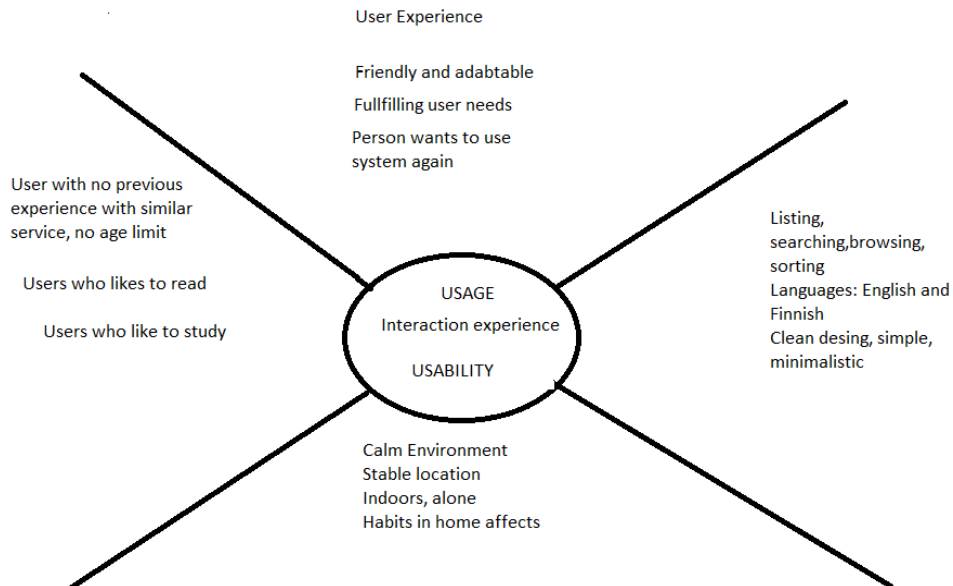 User Experience
Friendly and adabtable
Fullfilling user needs
Person wants to use
system again
User with no previous
experience with similar
service, no age limit
Users who likes to read
Users who like to study
USAGE
Interaction experience
USABILITY
Listing,
searching,browsing,
sorting
Languages: English and
Finnish
Clean desing, simple,
minimalistic
Calm Environment
Stable location
Indoors, alone
Habits in home affects